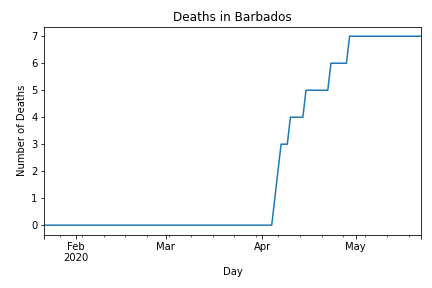 Deaths in Barbados
7
6
5
4
3
2
1
0
Number of Deaths
Feb
2020
Mar
Apr
May
Day